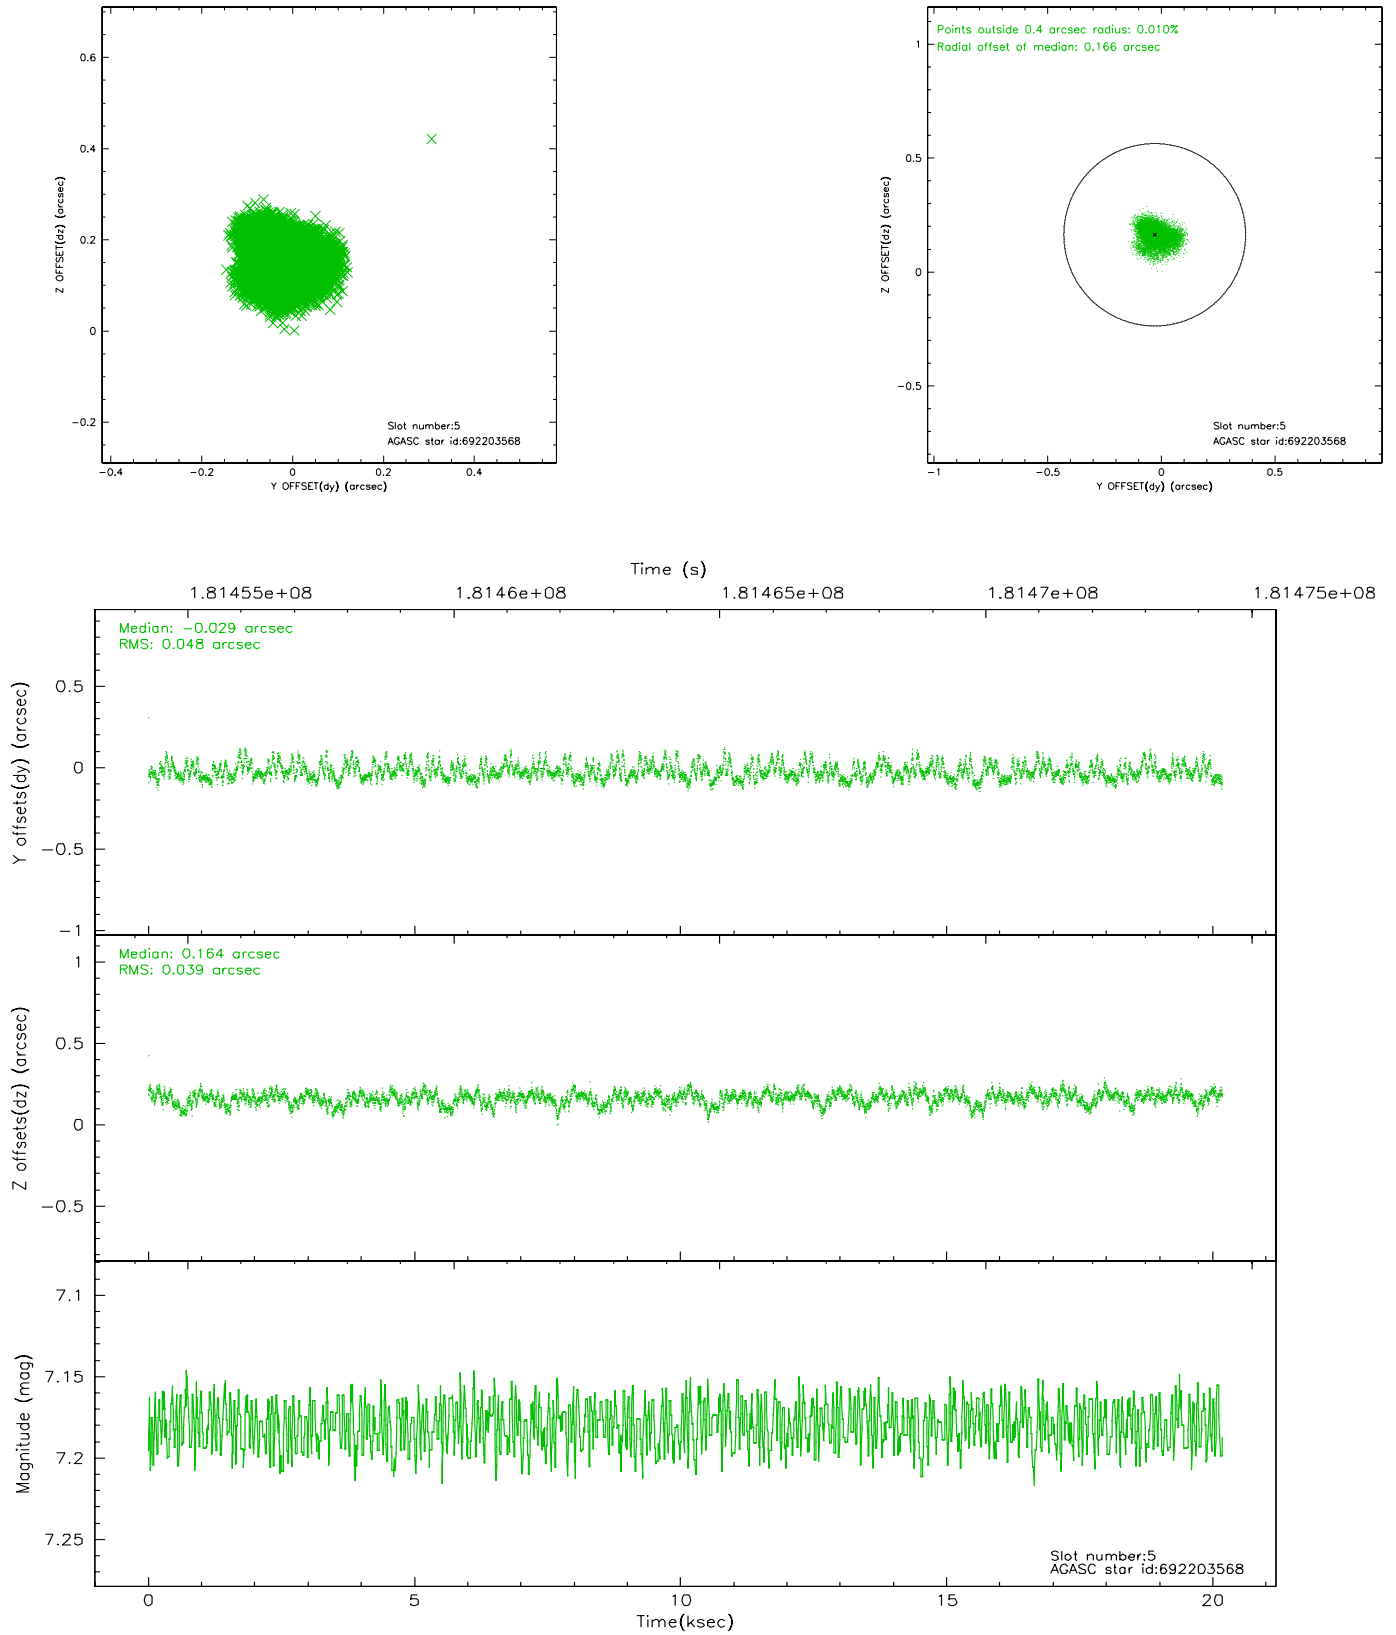 0.6
0.4
0.2
0
−0.2
Z OFFSET(dz) (arcsec)
Slot number:5
AGASC star id:692203568
−0.4 −0.2 0 0.2 0.4
Y OFFSET(dy) (arcsec)
Points outside 0.4 arcsec radius: 0.010%
Radial offset of median: 0.166 arcsec
1
0.5
0
−0.5
Z OFFSET(dz) (arcsec)
Slot number:5
AGASC star id:692203568
−1 −0.5 0 0.5
Y OFFSET(dy) (arcsec)
Time (s)
1.81455e+08 1.8146e+08 1.81465e+08 1.8147e+08 1.81475e+08
Median: −0.029 arcsec
RMS: 0.048 arcsec
0.5
0
−0.5
−1
Y offsets(dy) (arcsec)
Median: 0.164 arcsec
RMS: 0.039 arcsec
1
0.5
0
−0.5
Z offsets(dz) (arcsec)
7.1
7.15
7.2
7.25
Magnitude (mag)
Slot number:5
AGASC star id:692203568
0 5 10 15 20
Time(ksec)